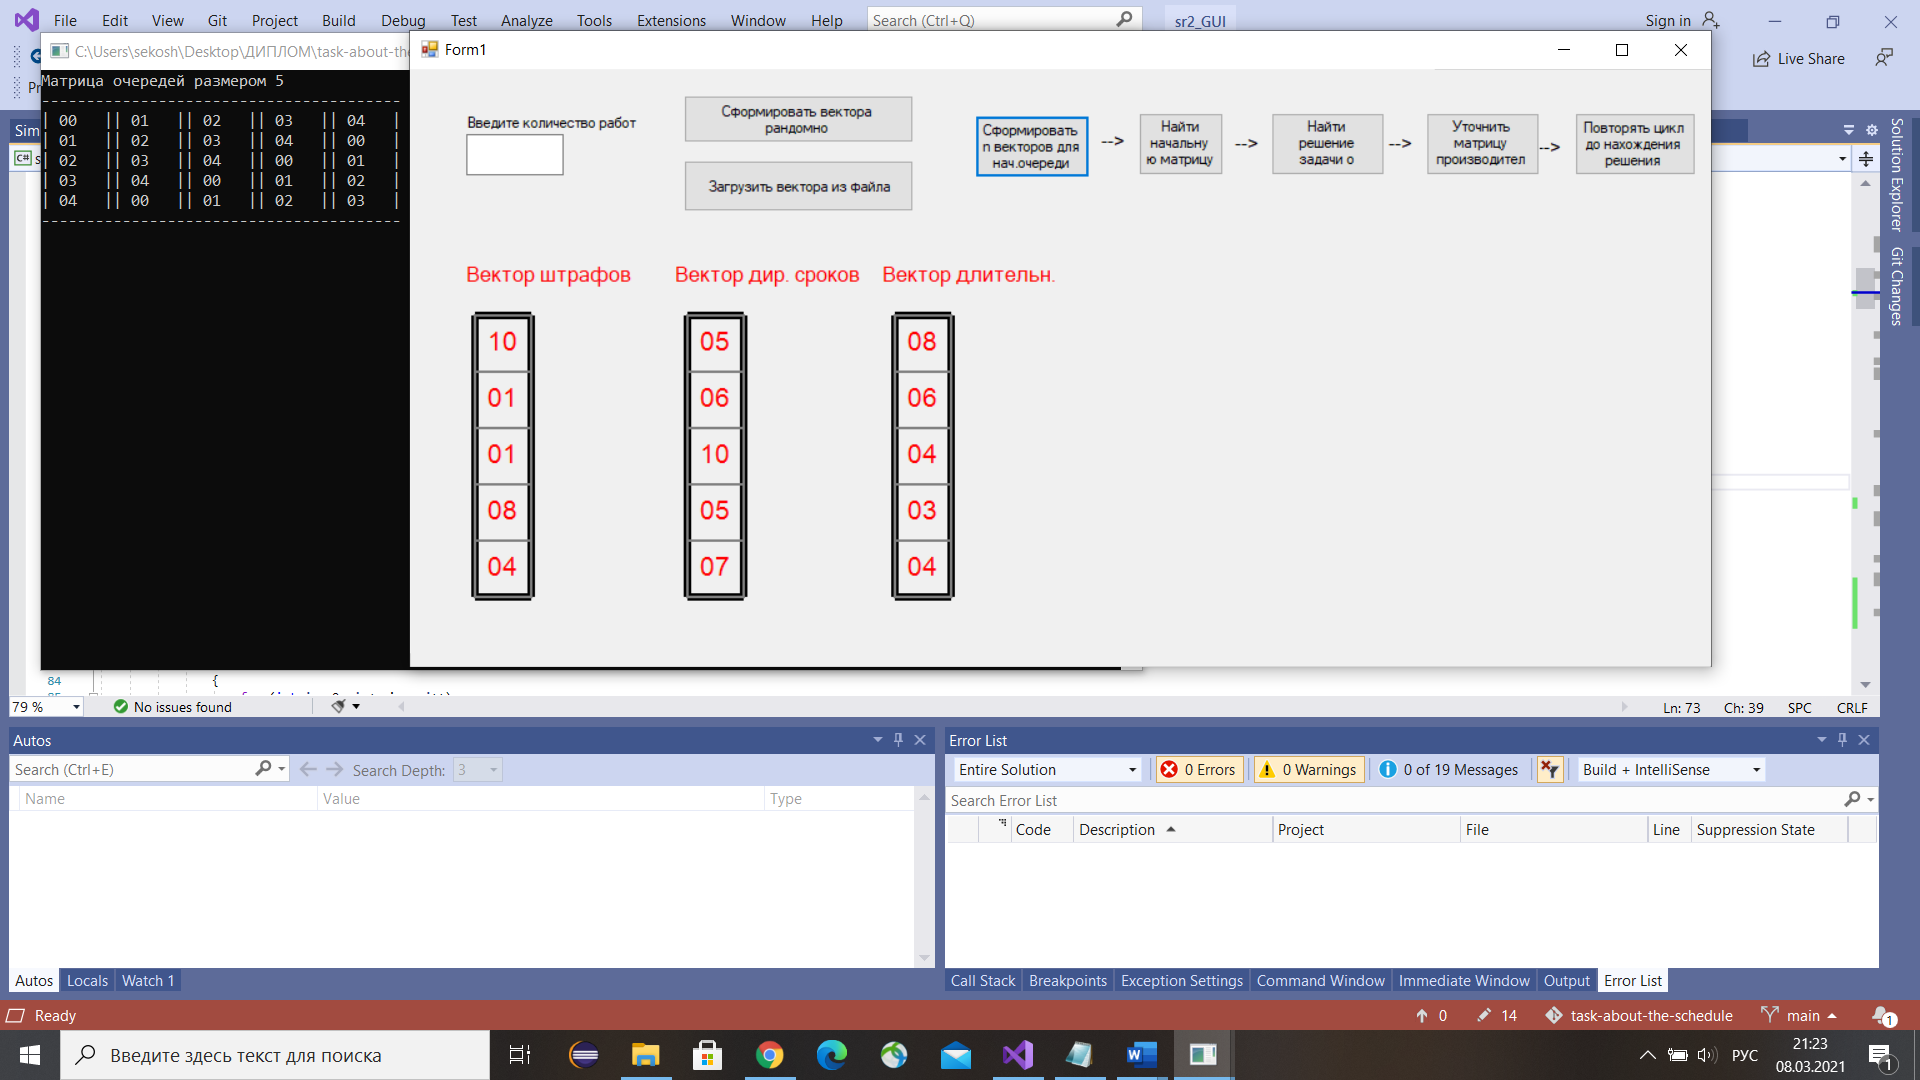 File Edit View Git Project Build Debug Test Analyze Tools Extensions Window Help Search (Ctrl+Q) sr2_GUI Sign in
C:\Users\sekosh\Desktop\ДИПЛОМ\task-about-the
Form1
Live Share
Матрица очередей размером 5
----------------------------------------
| 00 || 01 || 02 || 03 || 04 |
| 01 || 02 || 03 || 04 || 00 |
| 02 || 03 || 04 || 00 || 01 |
| 03 || 04 || 00 || 01 || 02 |
| 04 || 00 || 01 || 02 || 03 |
----------------------------------------
Введите количество работ
Сформировать вектора
рандомно
Загрузить вектора из файла
Сформировать
n векторов для
нач.очереди
-->
Найти
начальну
ю матрицу
-->
Найти
решение
задачи о
-->
Уточнить
матрицу
производител
-->
Повторять цикл
до нахождения
решения
Solution Explorer
Git Changes
Вектор штрафов Вектор дир. сроков Вектор длительн.
10 05 08
01 06 06
01 10 04
08 05 03
04 07 04
84 {
79 % No issues found Ln: 73 Ch: 39 SPC CRLF
Autos
Search (Ctrl+E) Search Depth: 3
Name Value Type
Autos Locals Watch 1
Error List
Entire Solution 0 Errors 0 Warnings 0 of 19 Messages Build + IntelliSense
Search Error List
Code Description Project File Line Suppression State
Call Stack Breakpoints Exception Settings Command Window Immediate Window Output Error List
Ready 0 14 task-about-the-schedule main 1
Введите здесь текст для поиска
РУС
21:23
08.03.2021
1